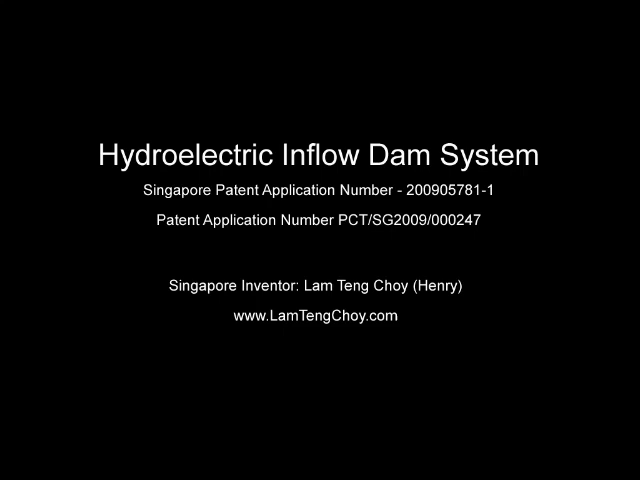 Hydroelectric Inflow Dam System
Singapore Patent Application Number - 200905781-1
Patent Application Number PCT/SG2009/000247
Singapore Inventor: Lam Teng Choy (Henry)
www.LamTengChoy.com